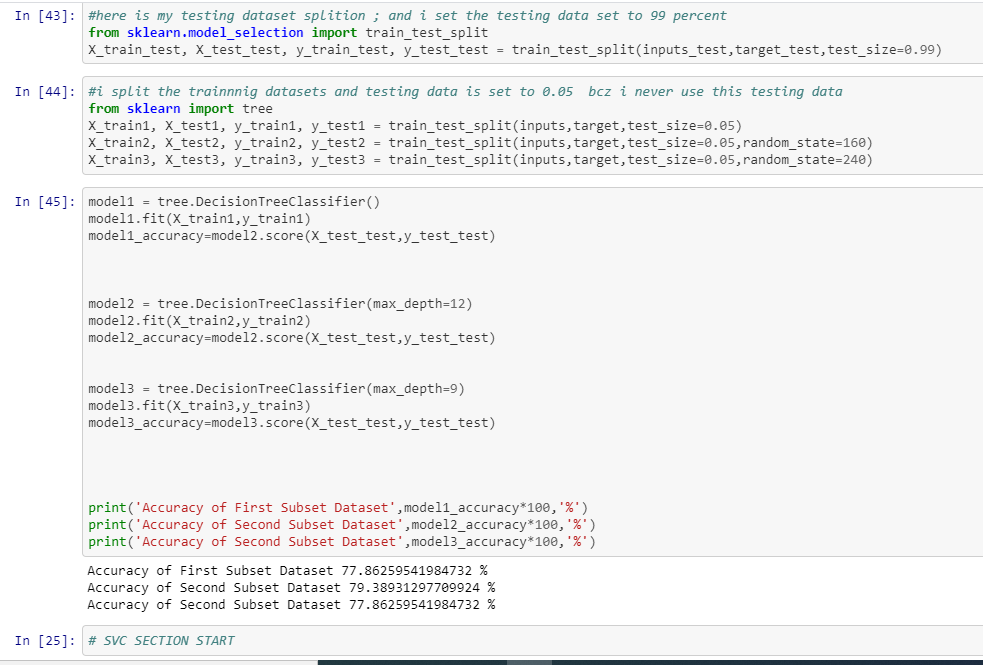 In [43]: #here is my testing dataset splition ; and i set the testing data set to 99 percent
from sklearn.model_selection import train_test_split
X_train_test, X_test_test, y_train_test, y_test_test = train_test_split(inputs_test,target_test,test_size=0.99)
In [44]: #i split the trainnnig datasets and testing data is set to 0.05  bcz i never use this testing data
from sklearn import tree
X_train1, X_test1, y_train1, y_test1 = train_test_split(inputs,target,test_size=0.05)
X_train2, X_test2, y_train2, y_test2 = train_test_split(inputs,target,test_size=0.05,random_state=160)
X_train3, X_test3, y_train3, y_test3 = train_test_split(inputs,target,test_size=0.05,random_state=240)
In [45]: model1 = tree.DecisionTreeClassifier()
model1.fit(X_train1,y_train1)
model1_accuracy=model2.score(X_test_test,y_test_test)
model2 = tree.DecisionTreeClassifier(max_depth=12)
model2.fit(X_train2,y_train2)
model2_accuracy=model2.score(X_test_test,y_test_test)
model3 = tree.DecisionTreeClassifier(max_depth=9)
model3.fit(X_train3,y_train3)
model3_accuracy=model3.score(X_test_test,y_test_test)
print('Accuracy of First Subset Dataset',model1_accuracy*100,'%')
print('Accuracy of Second Subset Dataset',model2_accuracy*100,'%')
print('Accuracy of Second Subset Dataset',model3_accuracy*100,'%')
Accuracy of First Subset Dataset 77.86259541984732 %
Accuracy of Second Subset Dataset 79.38931297709924 %
Accuracy of Second Subset Dataset 77.86259541984732 %
In [25]: # SVC SECTION START